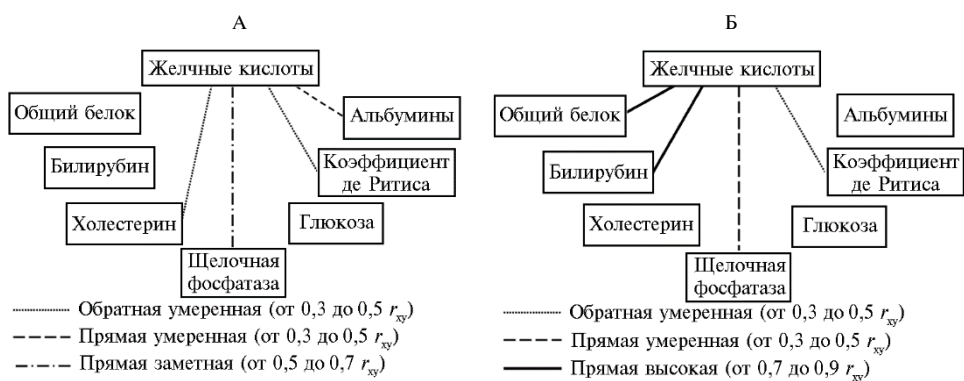 А
Желчные кислоты
Общий белок
Альбумины
Билирубин
Коэффициент
де Ритиса
Холестерин
Глюкоза
Щелочная
фосфатаза
Обратная умеренная (от 0,3 до 0,5 rxy)
Прямая умеренная (от 0,3 до 0,5 rxy)
Прямая заметная (от 0,5 до 0,7 rxy)
Б
Желчные кислоты
Общий белок
Альбумины
Билирубин
Коэффициент
де Ритиса
Холестерин
Глюкоза
Щелочная
фосфатаза
Обратная умеренная (от 0,3 до 0,5 rxy)
Прямая умеренная (от 0,3 до 0,5 rxy)
Прямая высокая (от 0,7 до 0,9 rxy)